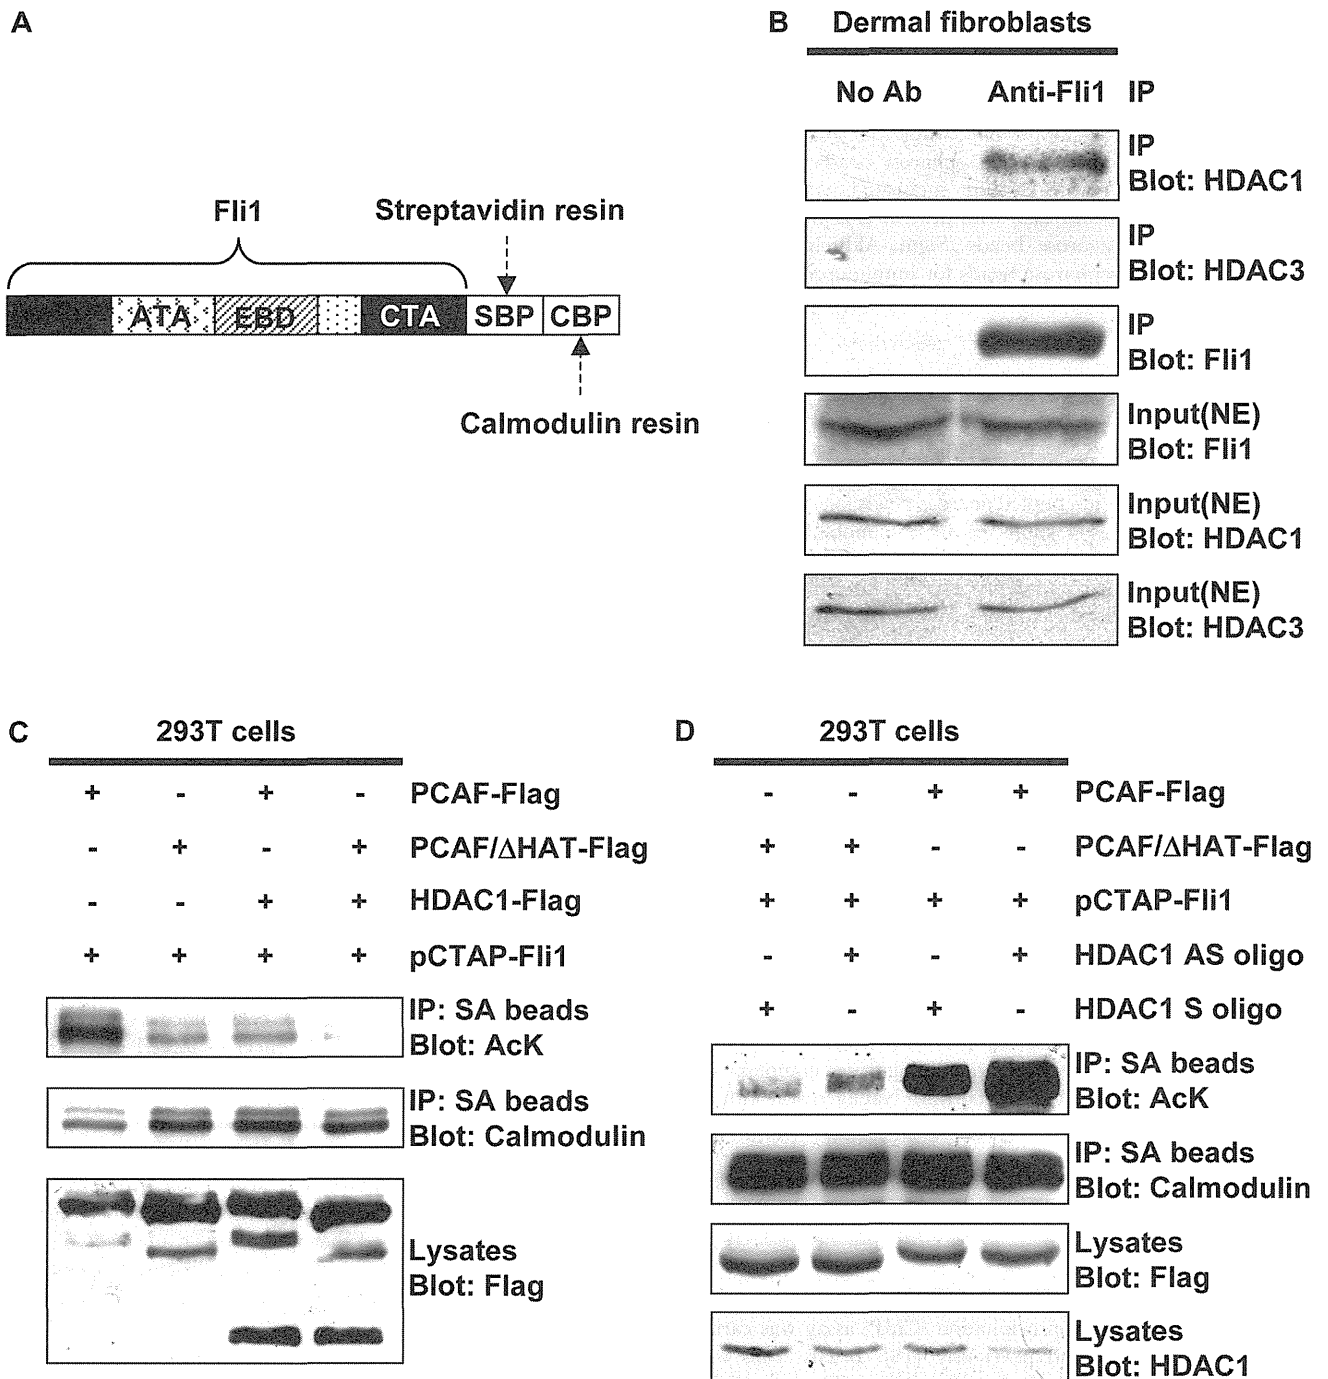 A
Fli1
Streptavidin resin
ATA EBD CTA SBP CBP
Calmodulin resin
B
Dermal fibroblasts
No Ab Anti-Fli1 IP
IP
Blot: HDAC1
IP
Blot: HDAC3
IP
Blot: Fli1
Input(NE)
Blot: Fli1
Input(NE)
Blot: HDAC1
Input(NE)
Blot: HDAC3
C
293T cells
+ - + - PCAF-Flag
- + - + PCAF/ΔHAT-Flag
- - + + HDAC1-Flag
+ + + + pCTAP-Fli1
IP: SA beads
Blot: AcK
IP: SA beads
Blot: Calmodulin
Lysates
Blot: Flag
D
293T cells
- - + + PCAF-Flag
+ + - - PCAF/ΔHAT-Flag
+ + + + pCTAP-Fli1
- + - + HDAC1 AS oligo
+ - + - HDAC1 S oligo
IP: SA beads
Blot: AcK
IP: SA beads
Blot: Calmodulin
Lysates
Blot: Flag
Lysates
Blot: HDAC1